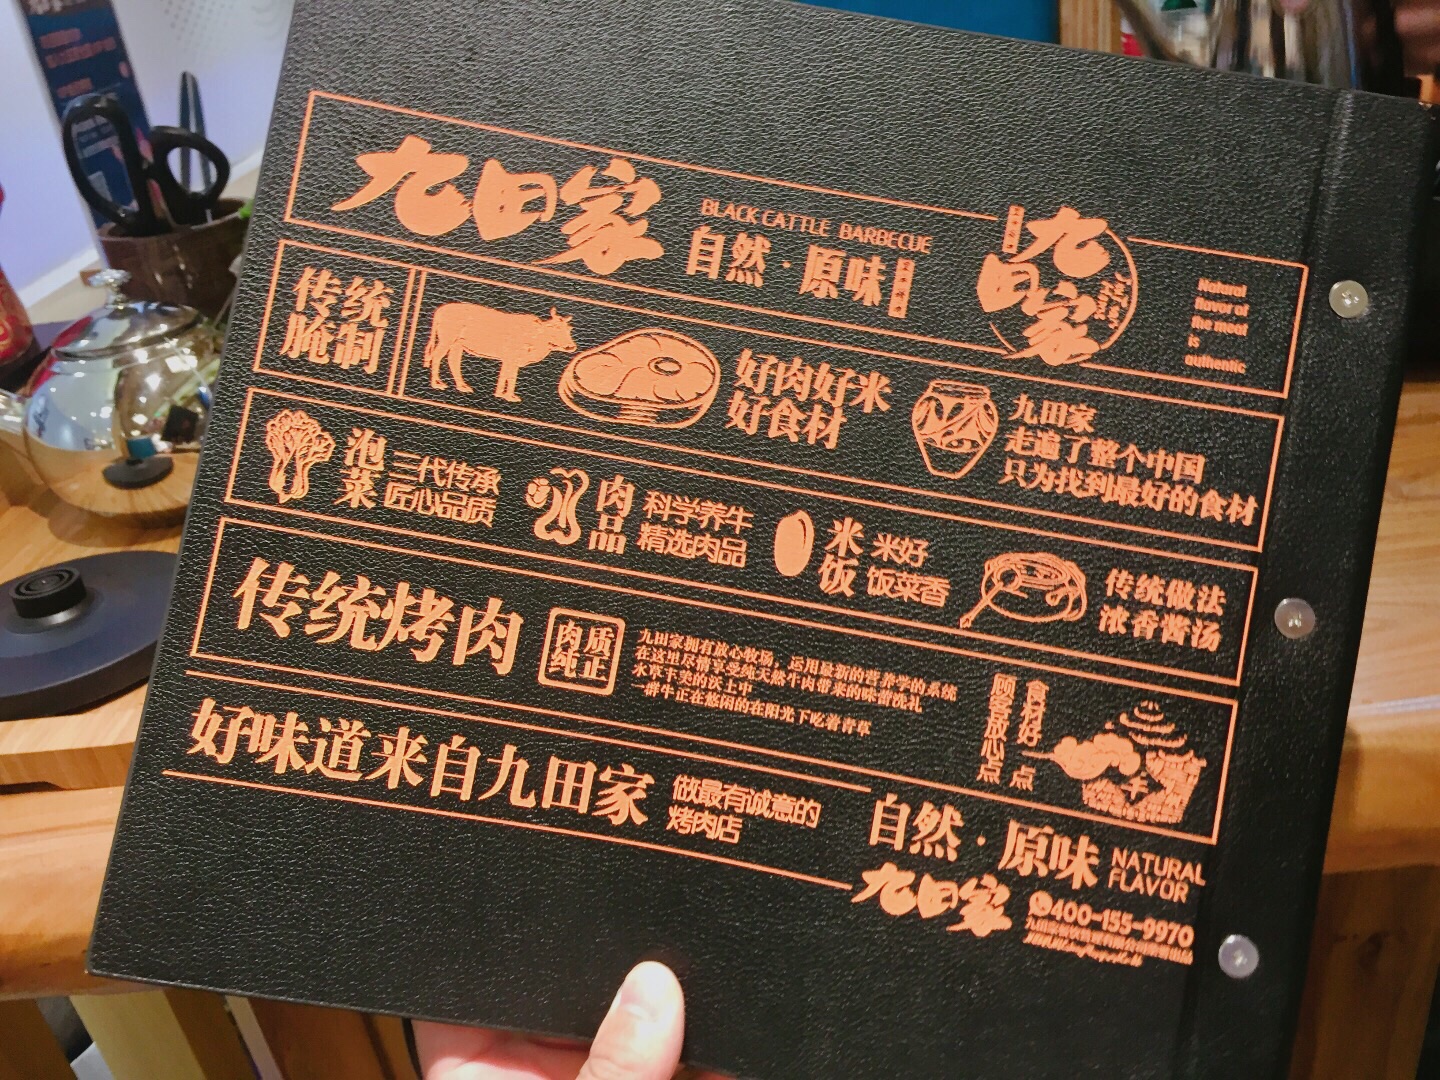 九田家
BLACK CATTLE BARBECUE
自然·原味
九
田
家
Natural
flavor of
the meat
is
authentic
传统
腌制
好肉好米
好食材
九田家
走遍了整个中国
只为找到最好的食材
泡菜
三代传承
匠心品质
肉品
科学养牛
精选肉品
米饭
米好
饭菜香
传统做法
浓香酱汤
传统烤肉
肉质
纯正
九田家拥有放心牧场，运用最新的营养学的系统
在这里尽情享受纯天然牛肉带来的味蕾洗礼
水草丰美的沃土中
一群牛正在悠闲的在阳光下吃着青草
食材好一点
顾客放心点
牛
好味道来自九田家
做最有诚意的
烤肉店
自然·原味
NATURAL
FLAVOR
九田家
400-155-9970